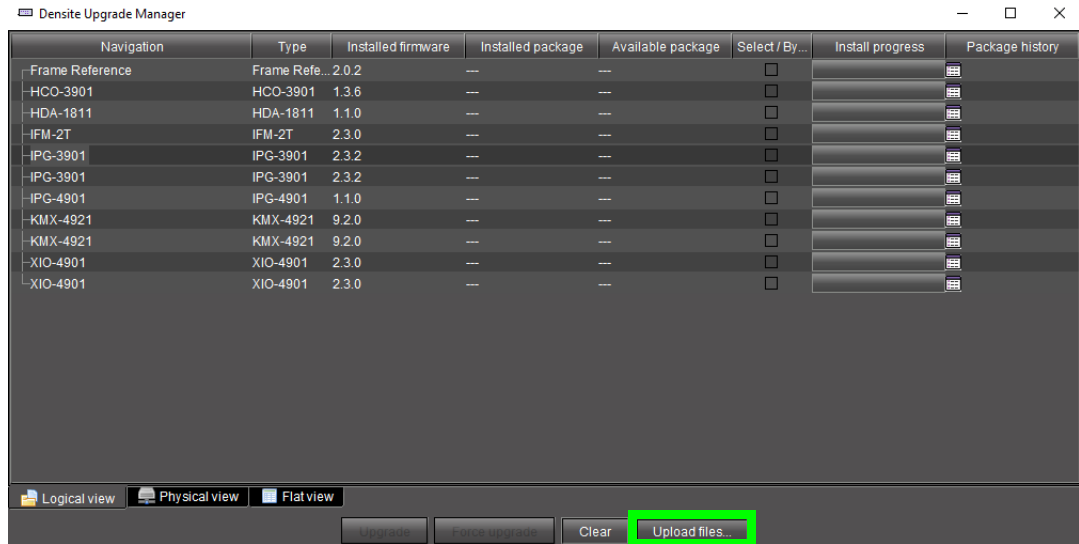 Densite Upgrade Manager
Navigation Type Installed firmware Installed package Available package Select / By... Install progress Package history
Frame Reference Frame Refe... 2.0.2 --- ---
HCO-3901 HCO-3901 1.3.6 --- ---
HDA-1811 HDA-1811 1.1.0 --- ---
IFM-2T IFM-2T 2.3.0 --- ---
IPG-3901 IPG-3901 2.3.2 --- ---
IPG-3901 IPG-3901 2.3.2 --- ---
IPG-4901 IPG-4901 1.1.0 --- ---
KMX-4921 KMX-4921 9.2.0 --- ---
KMX-4921 KMX-4921 9.2.0 --- ---
XIO-4901 XIO-4901 2.3.0 --- ---
XIO-4901 XIO-4901 2.3.0 --- ---
Logical view Physical view Flat view
Upgrade Force upgrade Clear Upload files...